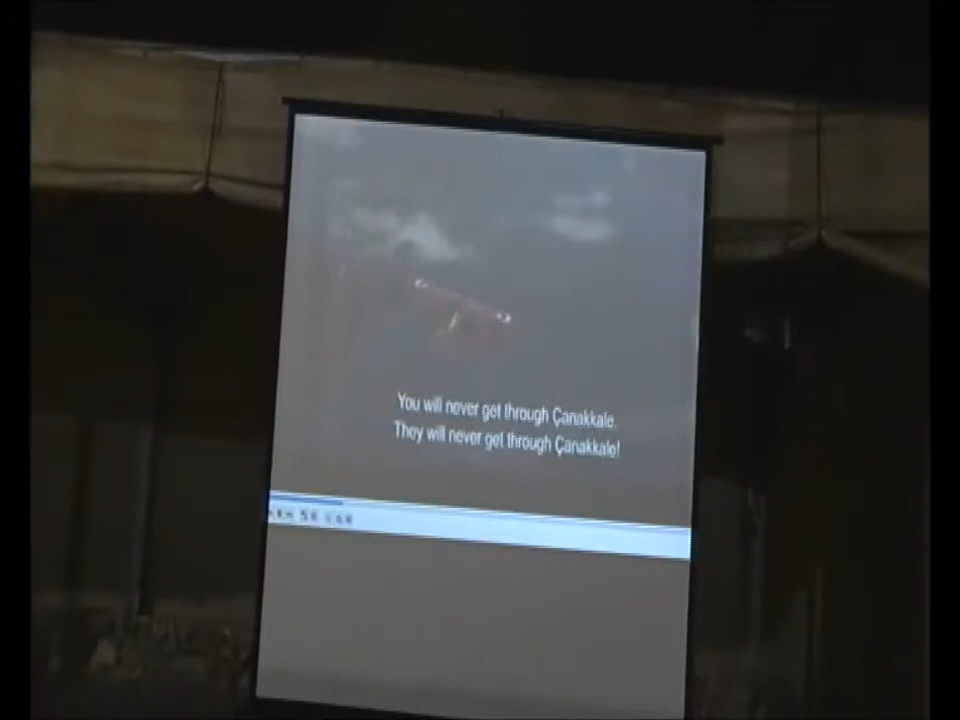 You will never get through Çanakkale.
They will never get through Çanakkale!